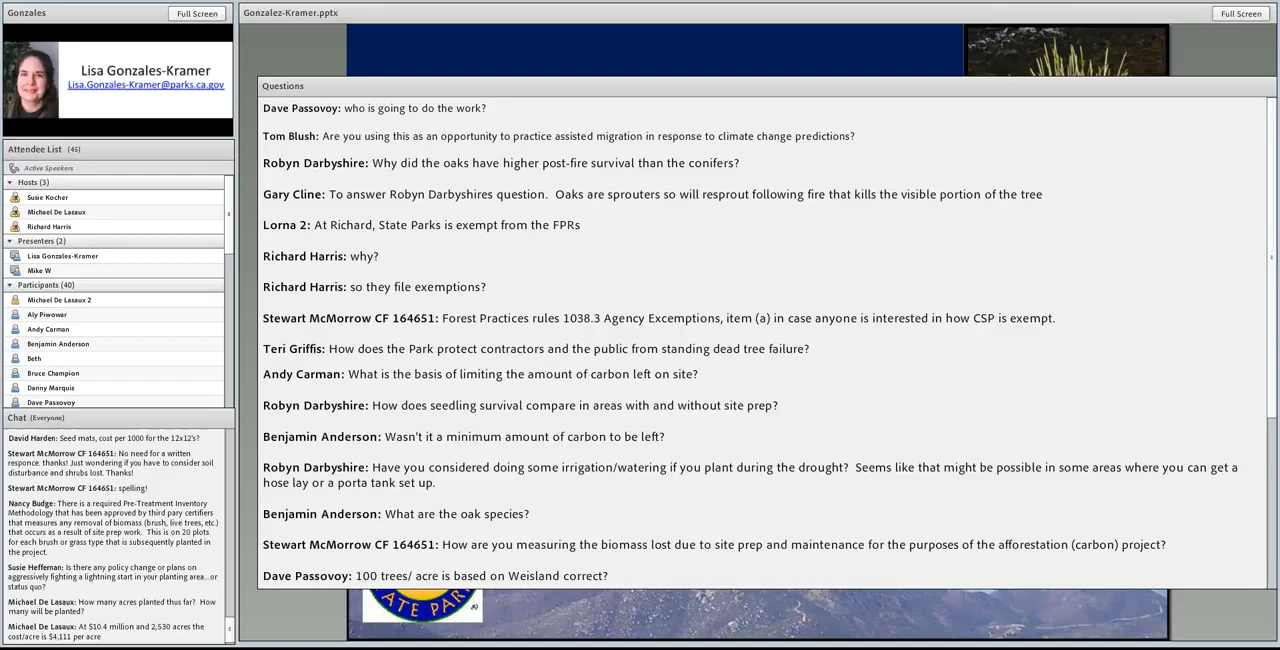 Gonzales
Full Screen
Lisa Gonzales-Kramer
Lisa.Gonzales-Kramer@parks.ca.gov
Attendee List (45)
Active Speakers
Hosts (3)
Susie Kocher
Michael De Lasaux
Richard Harris
Presenters (2)
Lisa Gonzales-Kramer
Mike W
Participants (40)
Michael De Lasaux 2
Aly Piwowar
Andy Carman
Benjamin Anderson
Beth
Bruce Champion
Danny Marquis
Dave Passovoy
Chat (Everyone)
David Harden: Seed mats, cost per 1000 for the 12x12's?
Stewart McMorrow CF 164651: No need for a written
responce. thanks! Just wondering if you have to consider soil
disturbance and shrubs lost. Thanks!
Stewart McMorrow CF 164651: spelling!
Nancy Budge: There is a required Pre-Treatment Inventory
Methodology that has been approved by third party certifiers
that measures any removal of biomass (brush, live trees, etc.)
that occurs as a result of site prep work. This is on 20 plots
for each brush or grass type that is subsequently planted in
the project.
Susie Heffernan: Is there any policy change or plans on
aggressively fighting a lightning start in your planting area...or
status quo?
Michael De Lasaux: How many acres planted thus far? How
many will be planted?
Michael De Lasaux: At $10.4 million and 2,530 acres the
cost/acre is $4,111 per acre
Gonzalez-Kramer.pptx
Full Screen
Questions
Dave Passovoy: who is going to do the work?
Tom Blush: Are you using this as an opportunity to practice assisted migration in response to climate change predictions?
Robyn Darbyshire: Why did the oaks have higher post-fire survival than the conifers?
Gary Cline: To answer Robyn Darbyshires question. Oaks are sprouters so will resprout following fire that kills the visible portion of the tree
Lorna 2: At Richard, State Parks is exempt from the FPRs
Richard Harris: why?
Richard Harris: so they file exemptions?
Stewart McMorrow CF 164651: Forest Practices rules 1038.3 Agency Excemptions, item (a) in case anyone is interested in how CSP is exempt.
Teri Griffis: How does the Park protect contractors and the public from standing dead tree failure?
Andy Carman: What is the basis of limiting the amount of carbon left on site?
Robyn Darbyshire: How does seedling survival compare in areas with and without site prep?
Benjamin Anderson: Wasn't it a minimum amount of carbon to be left?
Robyn Darbyshire: Have you considered doing some irrigation/watering if you plant during the drought? Seems like that might be possible in some areas where you can get a
hose lay or a porta tank set up.
Benjamin Anderson: What are the oak species?
Stewart McMorrow CF 164651: How are you measuring the biomass lost due to site prep and maintenance for the purposes of the afforestation (carbon) project?
Dave Passovoy: 100 trees/ acre is based on Weisland correct?
ATE PAR